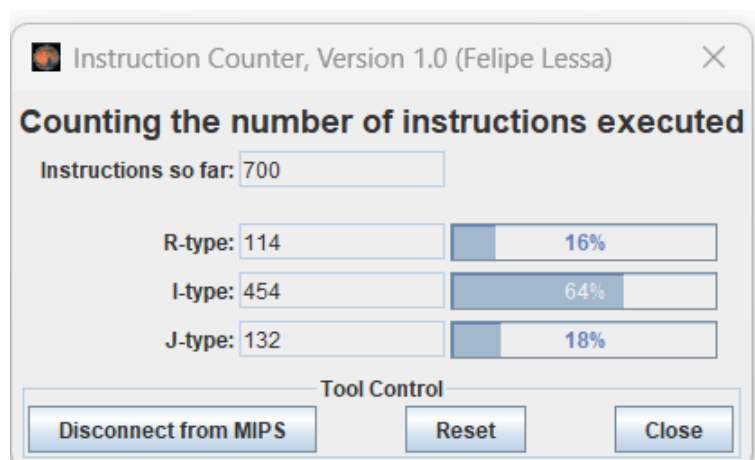 Instruction Counter, Version 1.0 (Felipe Lessa)
Counting the number of instructions executed
Instructions so far: 700
R-type: 114 16%
I-type: 454 64%
J-type: 132 18%
Tool Control
Disconnect from MIPS Reset Close